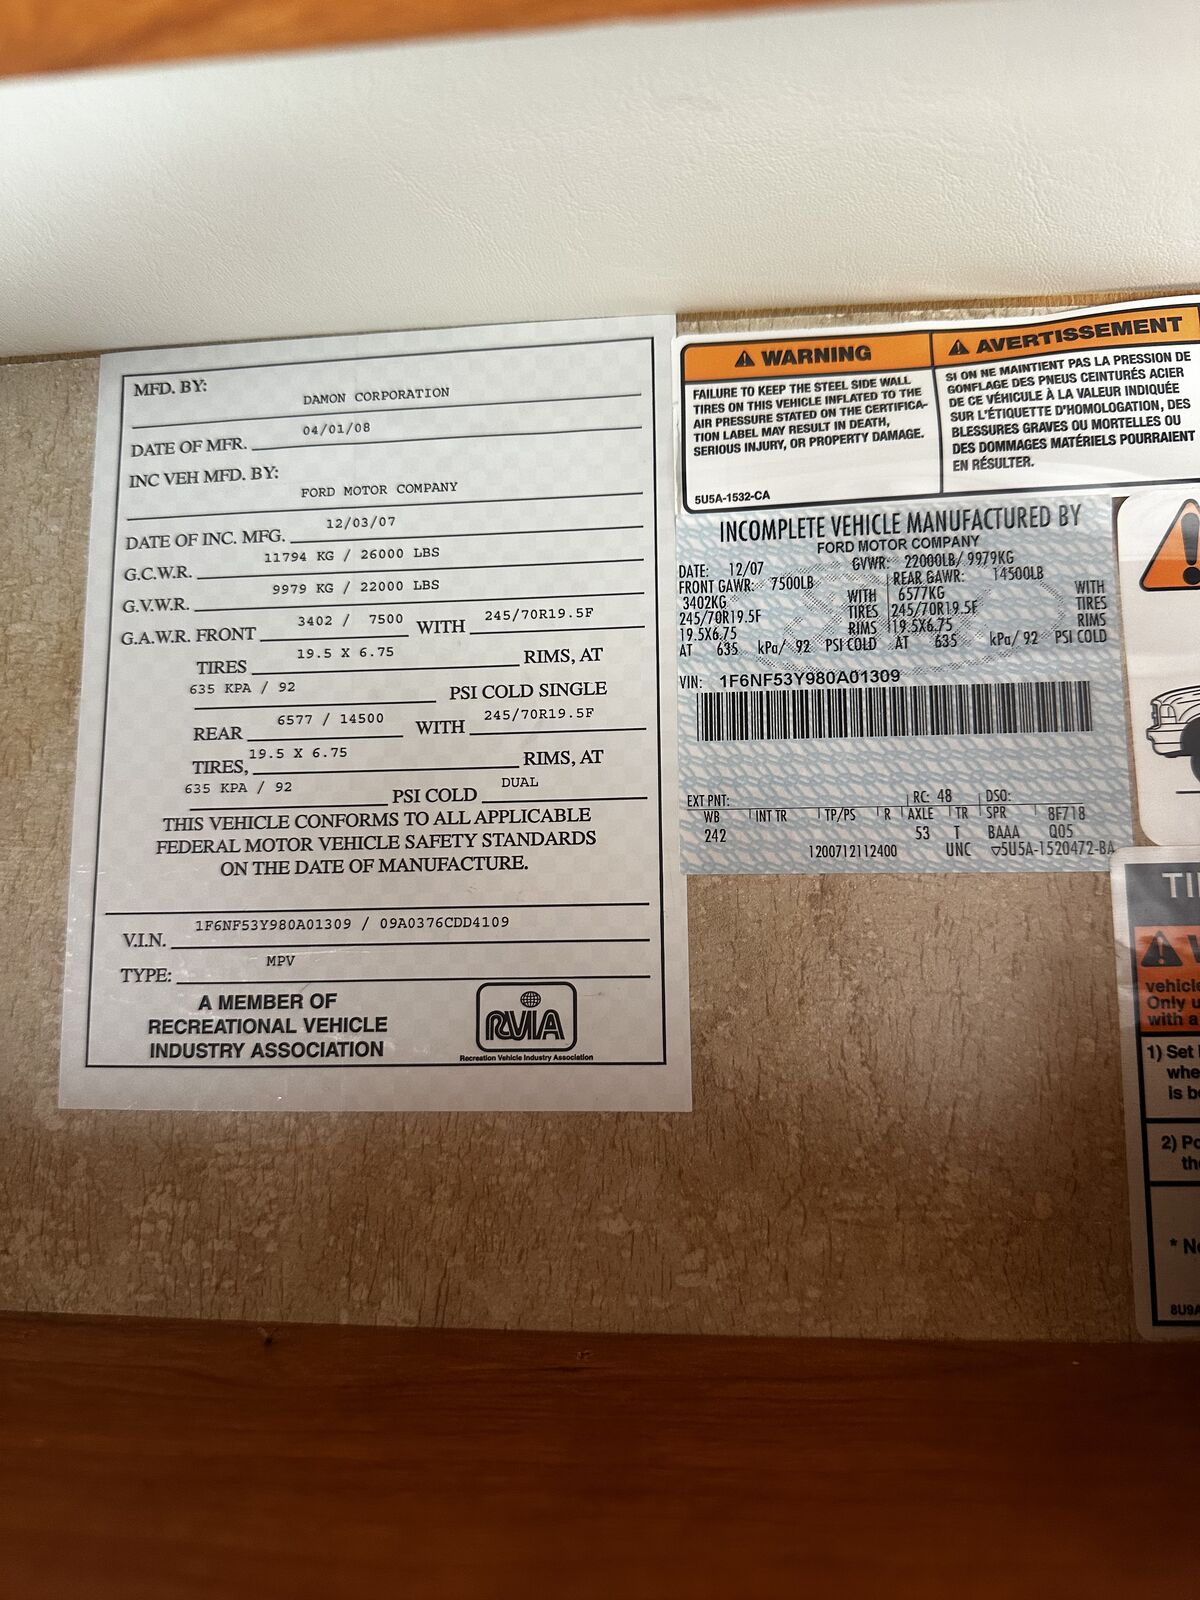 MFD. BY:
DAMON CORPORATION
DATE OF MFR. 04/01/08
INC VEH MFD. BY:
FORD MOTOR COMPANY
DATE OF INC. MFG. 12/03/07
G.C.W.R. 11794 KG / 26000 LBS
G.V.W.R. 9979 KG / 22000 LBS
G.A.W.R. FRONT 3402 / 7500 WITH 245/70R19.5F
TIRES 19.5 X 6.75 RIMS, AT
635 KPA / 92 PSI COLD SINGLE
REAR 6577 / 14500 WITH 245/70R19.5F
TIRES, 19.5 X 6.75 RIMS, AT
635 KPA / 92 PSI COLD DUAL
THIS VEHICLE CONFORMS TO ALL APPLICABLE
FEDERAL MOTOR VEHICLE SAFETY STANDARDS
ON THE DATE OF MANUFACTURE.
V.I.N. 1F6NF53Y980A01309 / 09A0376CDD4109
TYPE: MPV
A MEMBER OF
RECREATIONAL VEHICLE
INDUSTRY ASSOCIATION
RVIA
Recreation Vehicle Industry Association
WARNING
FAILURE TO KEEP THE STEEL SIDE WALL
TIRES ON THIS VEHICLE INFLATED TO THE
AIR PRESSURE STATED ON THE CERTIFICA-
TION LABEL MAY RESULT IN DEATH,
SERIOUS INJURY, OR PROPERTY DAMAGE.
5U5A-1532-CA
AVERTISSEMENT
SI ON NE MAINTIENT PAS LA PRESSION DE
GONFLAGE DES PNEUS CEINTURÉS ACIER
DE CE VÉHICULE À LA VALEUR INDIQUÉE
SUR L'ÉTIQUETTE D'HOMOLOGATION, DES
BLESSURES GRAVES OU MORTELLES OU
DES DOMMAGES MATÉRIELS POURRAIENT
EN RÉSULTER.
INCOMPLETE VEHICLE MANUFACTURED BY
FORD MOTOR COMPANY
DATE: 12/07 GVWR: 22000LB/ 9979KG
FRONT GAWR: 7500LB REAR GAWR: 14500LB
3402KG WITH 6577KG WITH
245/70R19.5F TIRES 245/70R19.5F TIRES
19.5X6.75 RIMS 19.5X6.75 RIMS
AT 635 kPa/ 92 PSI COLD AT 635 kPa/ 92 PSI COLD
VIN: 1F6NF53Y980A01309
EXT PNT: RC: 48 DSO:
WB INT TR TP/PS R AXLE TR SPR 8F718
242 53 T BAAA Q05
1200712112400 UNC 5U5A-1520472-BA
vehicle
Only u
with a
1) Set
whe
is b
2) Po
the
* N
8U9A